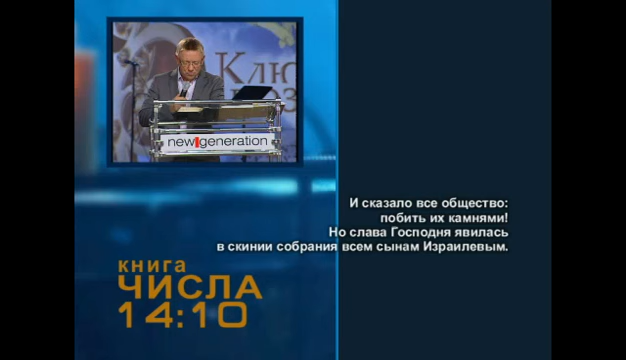 Клю
new generation
И сказало все общество:
побить их камнями!
Но слава Господня явилась
в скинии собрания всем сынам Израилевым.
книга
ЧИСЛА
14:10